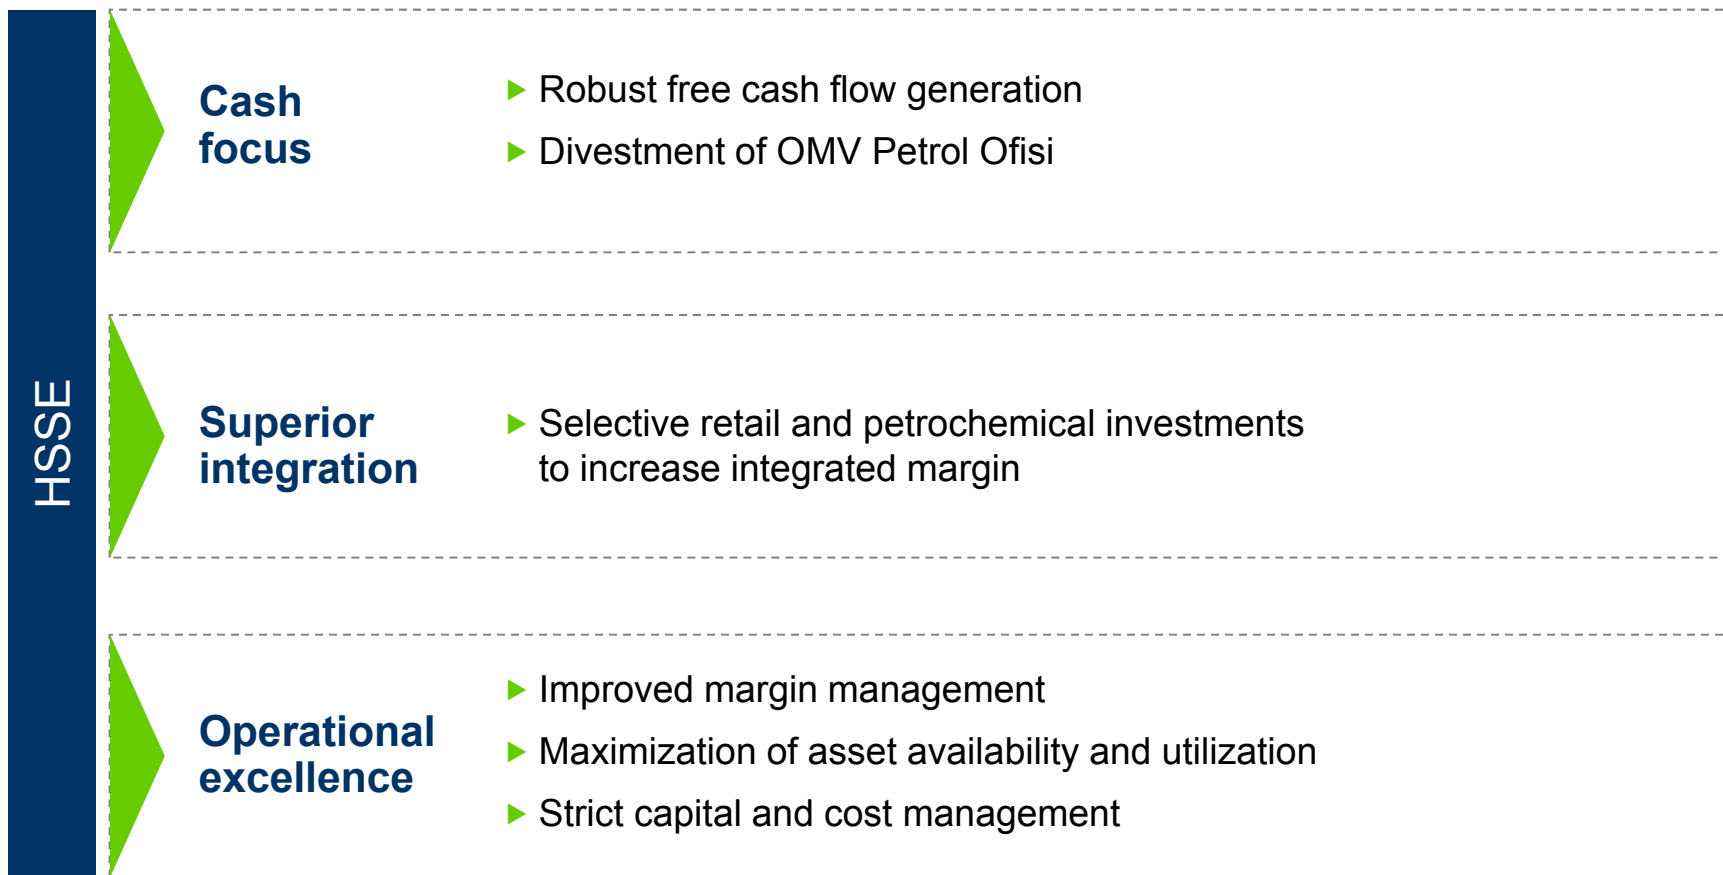 HSSE
Cash
focus
Robust free cash flow generation
Divestment of OMV Petrol Ofisi
Superior
integration
Selective retail and petrochemical investments
to increase integrated margin
Operational
excellence
Improved margin management
Maximization of asset availability and utilization
Strict capital and cost management